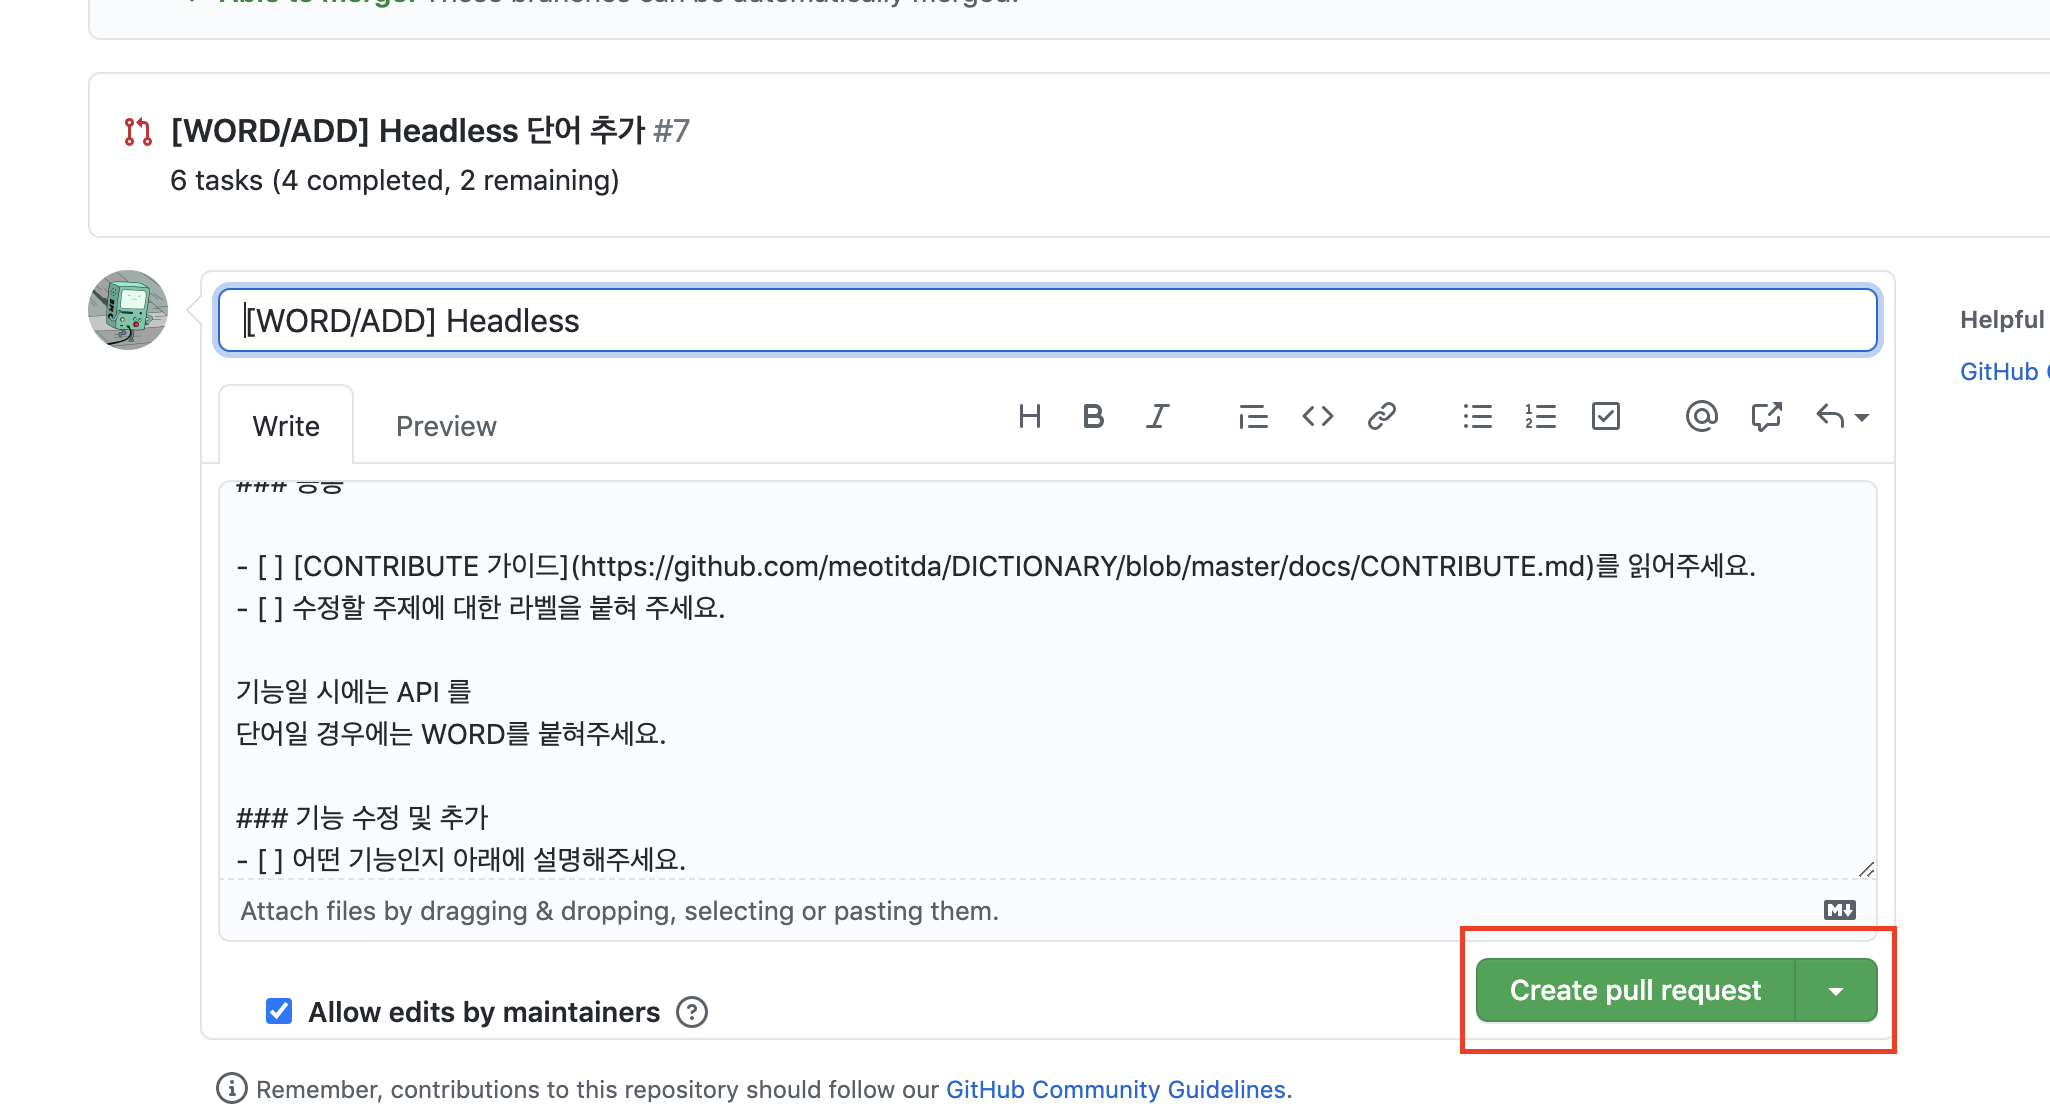 Able to merge. These branches can be automatically merged.
[WORD/ADD] Headless 단어 추가 #7
6 tasks (4 completed, 2 remaining)
[WORD/ADD] Headless
Helpful
GitHub
Write
Preview
### 공통
- [ ] [CONTRIBUTE 가이드](https://github.com/meotitda/DICTIONARY/blob/master/docs/CONTRIBUTE.md)를 읽어주세요.
- [ ] 수정할 주제에 대한 라벨을 붙혀 주세요.
기능일 시에는 API 를
단어일 경우에는 WORD를 붙혀주세요.
### 기능 수정 및 추가
- [ ] 어떤 기능인지 아래에 설명해주세요.
Attach files by dragging & dropping, selecting or pasting them.
M
Create pull request
Allow edits by maintainers
Remember, contributions to this repository should follow our GitHub Community Guidelines.